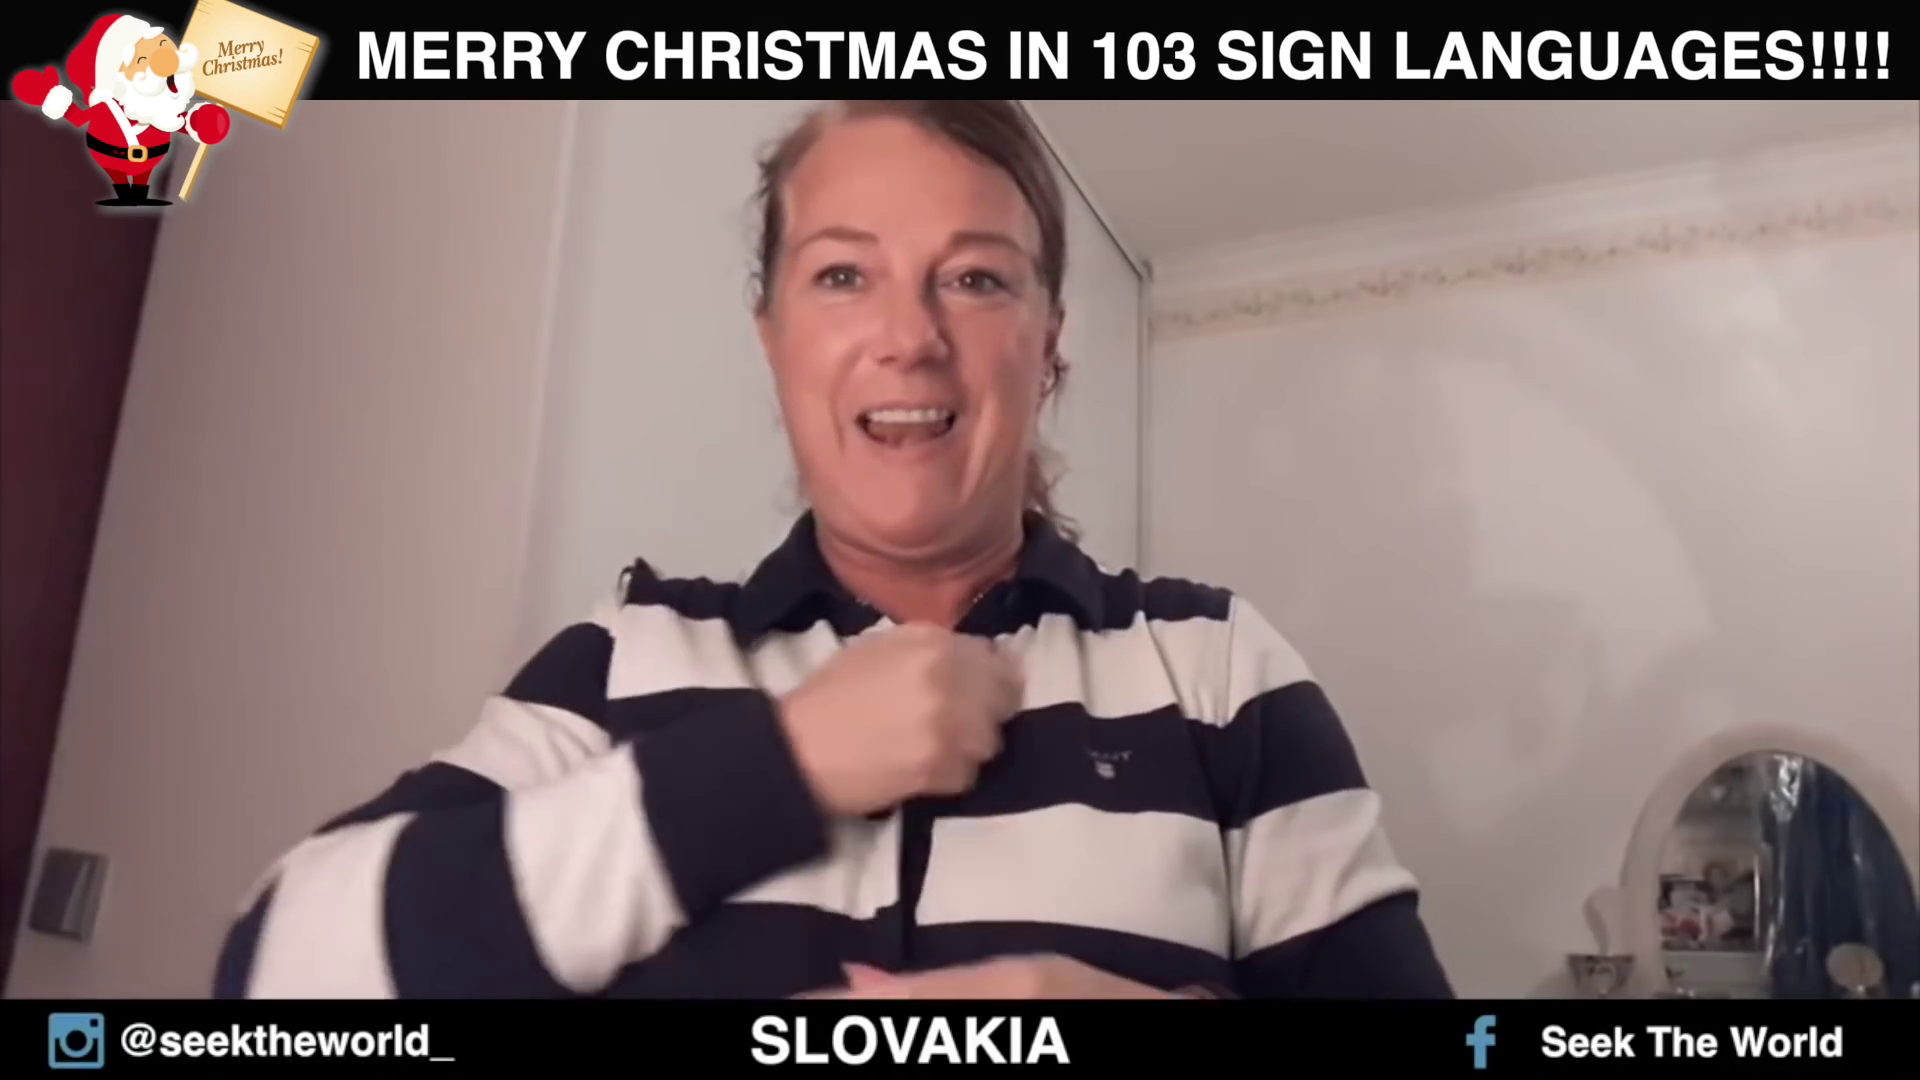 Merry
Christmas!
MERRY CHRISTMAS IN 103 SIGN LANGUAGES!!!!
@seektheworld_
SLOVAKIA
Seek The World